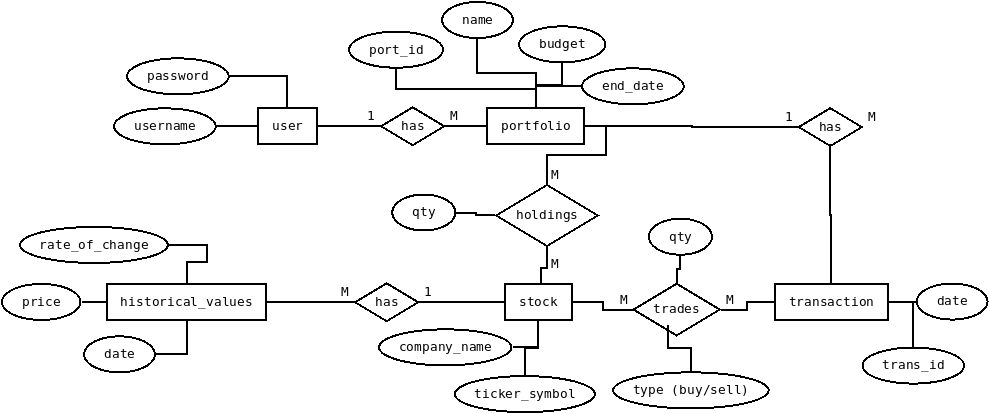 name
port_id
budget
password
end_date
username
user
1
has
M
portfolio
1
has
M
M
qty
holdings
rate_of_change
qty
M
price
historical_values
M
has
1
stock
M
trades
M
transaction
date
date
company_name
trans_id
ticker_symbol
type (buy/sell)